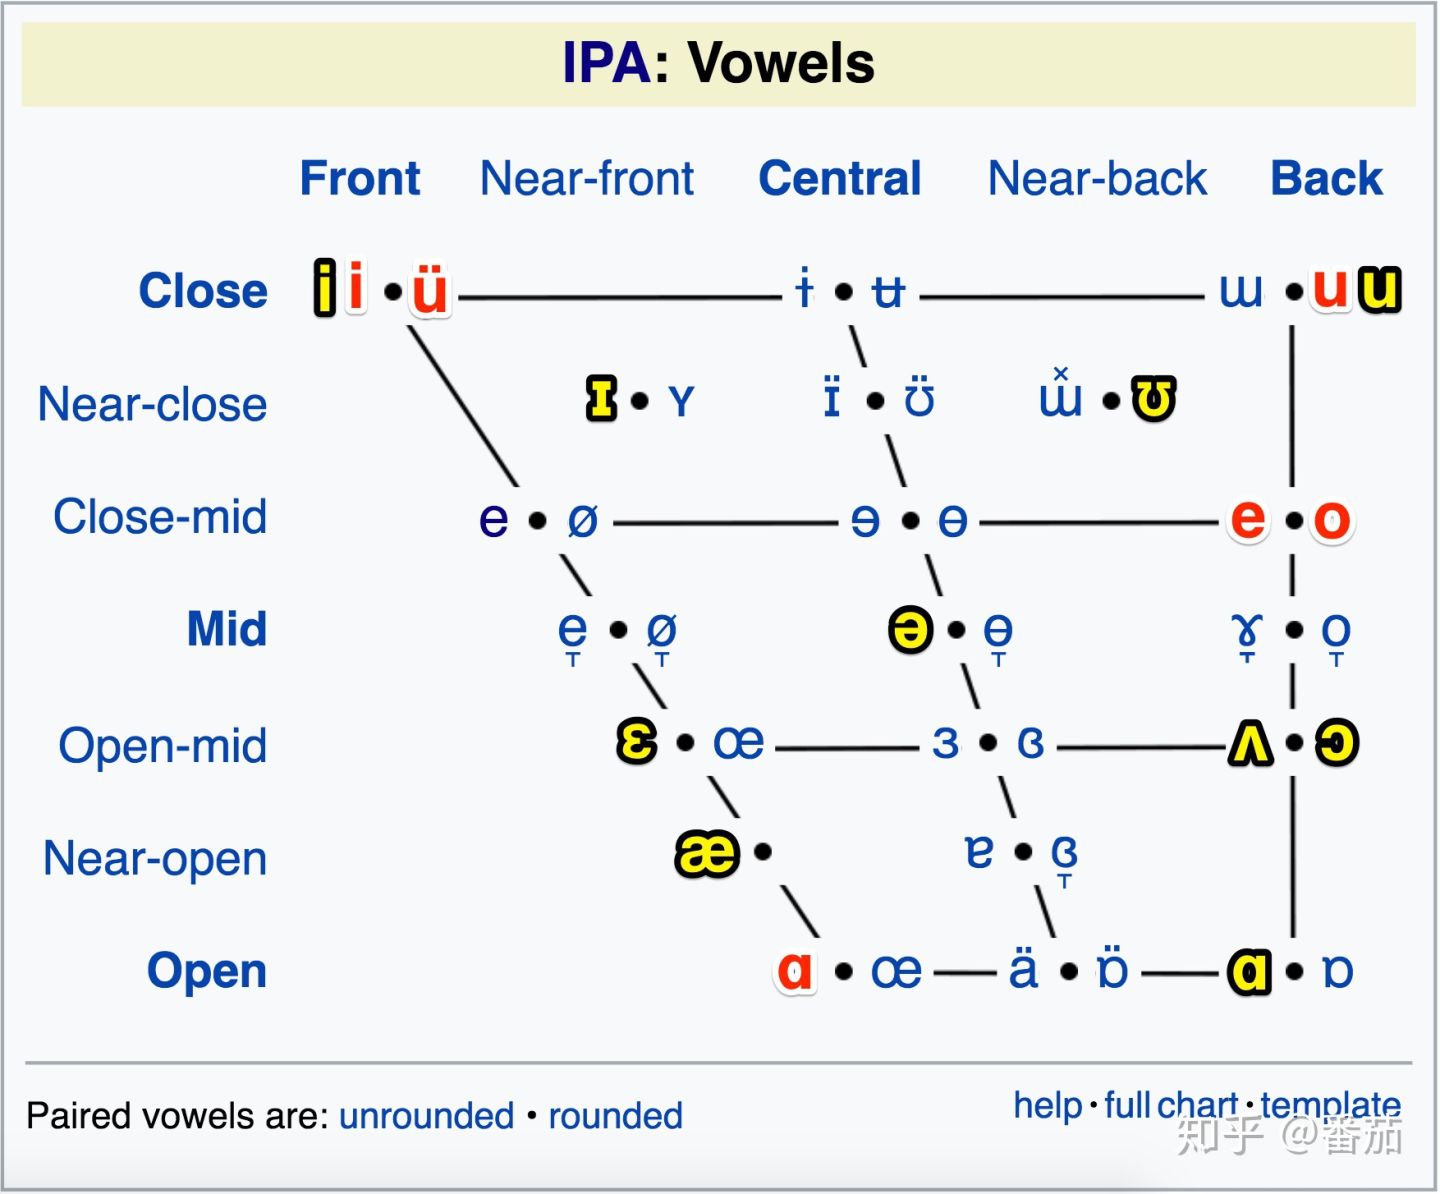 IPA: Vowels
Front Near-front Central Near-back Back
Close i i • ü ɨ • ʉ ɯ • u u
Near-close ɪ • ʏ ɪ̈ • ʊ̈ ɯ̽ • ʊ
Close-mid e • ø ɘ • ɵ e • o
Mid e̞ • ø̞ ə • ɵ̞ ɤ̞ • o̞
Open-mid ɛ • œ ɜ • ɞ ʌ • ɔ
Near-open æ • ɐ • ɞ̞
Open ɑ • œ ä • ɒ̈ ɑ • ɒ
Paired vowels are: unrounded • rounded
help · full chart · template
知乎 @番茄